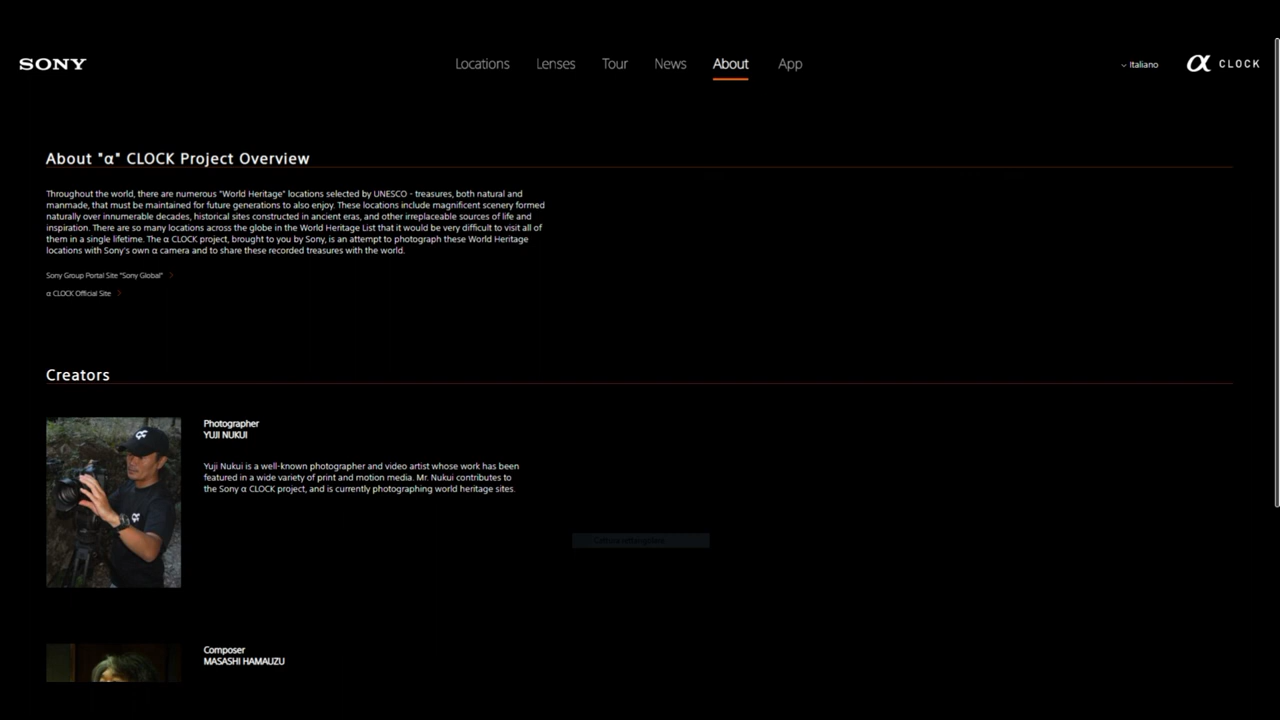 SONY
Locations
Lenses
Tour
News
About
App
Italiano
α CLOCK
About "α" CLOCK Project Overview
Throughout the world, there are numerous "World Heritage" locations selected by UNESCO - treasures, both natural and
manmade, that must be maintained for future generations to also enjoy. These locations include magnificent scenery formed
naturally over innumerable decades, historical sites constructed in ancient eras, and other irreplaceable sources of life and
inspiration. There are so many locations across the globe in the World Heritage List that it would be very difficult to visit all of
them in a single lifetime. The α CLOCK project, brought to you by Sony, is an attempt to photograph these World Heritage
locations with Sony's own α camera and to share these recorded treasures with the world.
Sony Group Portal Site "Sony Global"
α CLOCK Official Site
Creators
Photographer
YUJI NUKUI
Yuji Nukui is a well-known photographer and video artist whose work has been
featured in a wide variety of print and motion media. Mr. Nukui contributes to
the Sony α CLOCK project, and is currently photographing world heritage sites.
Composer
MASASHI HAMAUZU